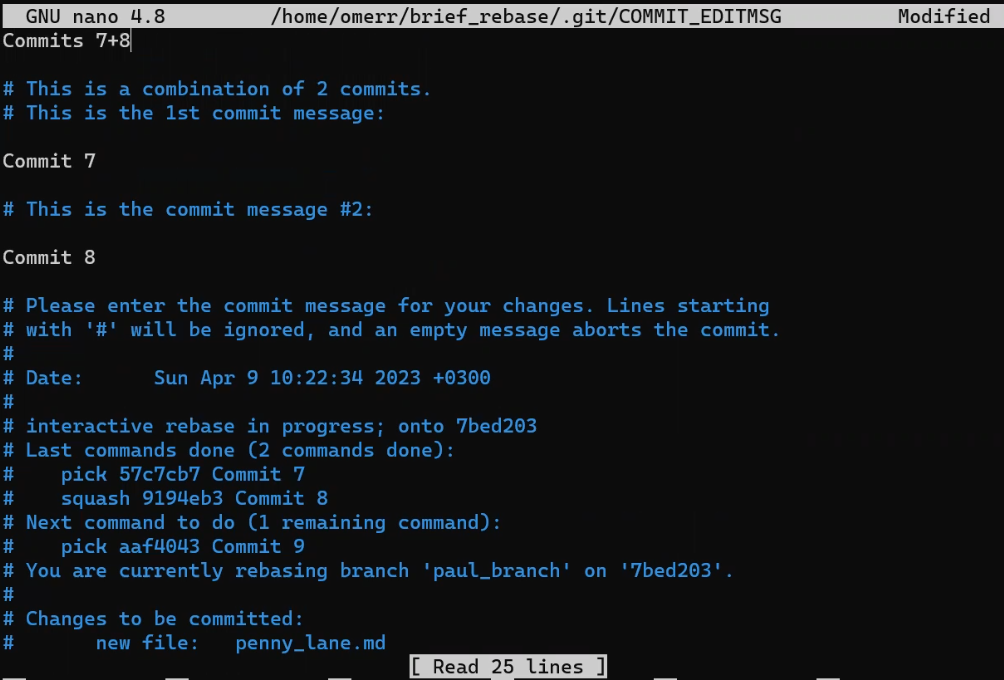 GNU nano 4.8 /home/omerr/brief_rebase/.git/COMMIT_EDITMSG Modified
Commits 7+8
# This is a combination of 2 commits.
# This is the 1st commit message:
Commit 7
# This is the commit message #2:
Commit 8
# Please enter the commit message for your changes. Lines starting
# with '#' will be ignored, and an empty message aborts the commit.
#
# Date:      Sun Apr 9 10:22:34 2023 +0300
#
# interactive rebase in progress; onto 7bed203
# Last commands done (2 commands done):
#    pick 57c7cb7 Commit 7
#    squash 9194eb3 Commit 8
# Next command to do (1 remaining command):
#    pick aaf4043 Commit 9
# You are currently rebasing branch 'paul_branch' on '7bed203'.
#
# Changes to be committed:
#       new file:   penny_lane.md
[ Read 25 lines ]